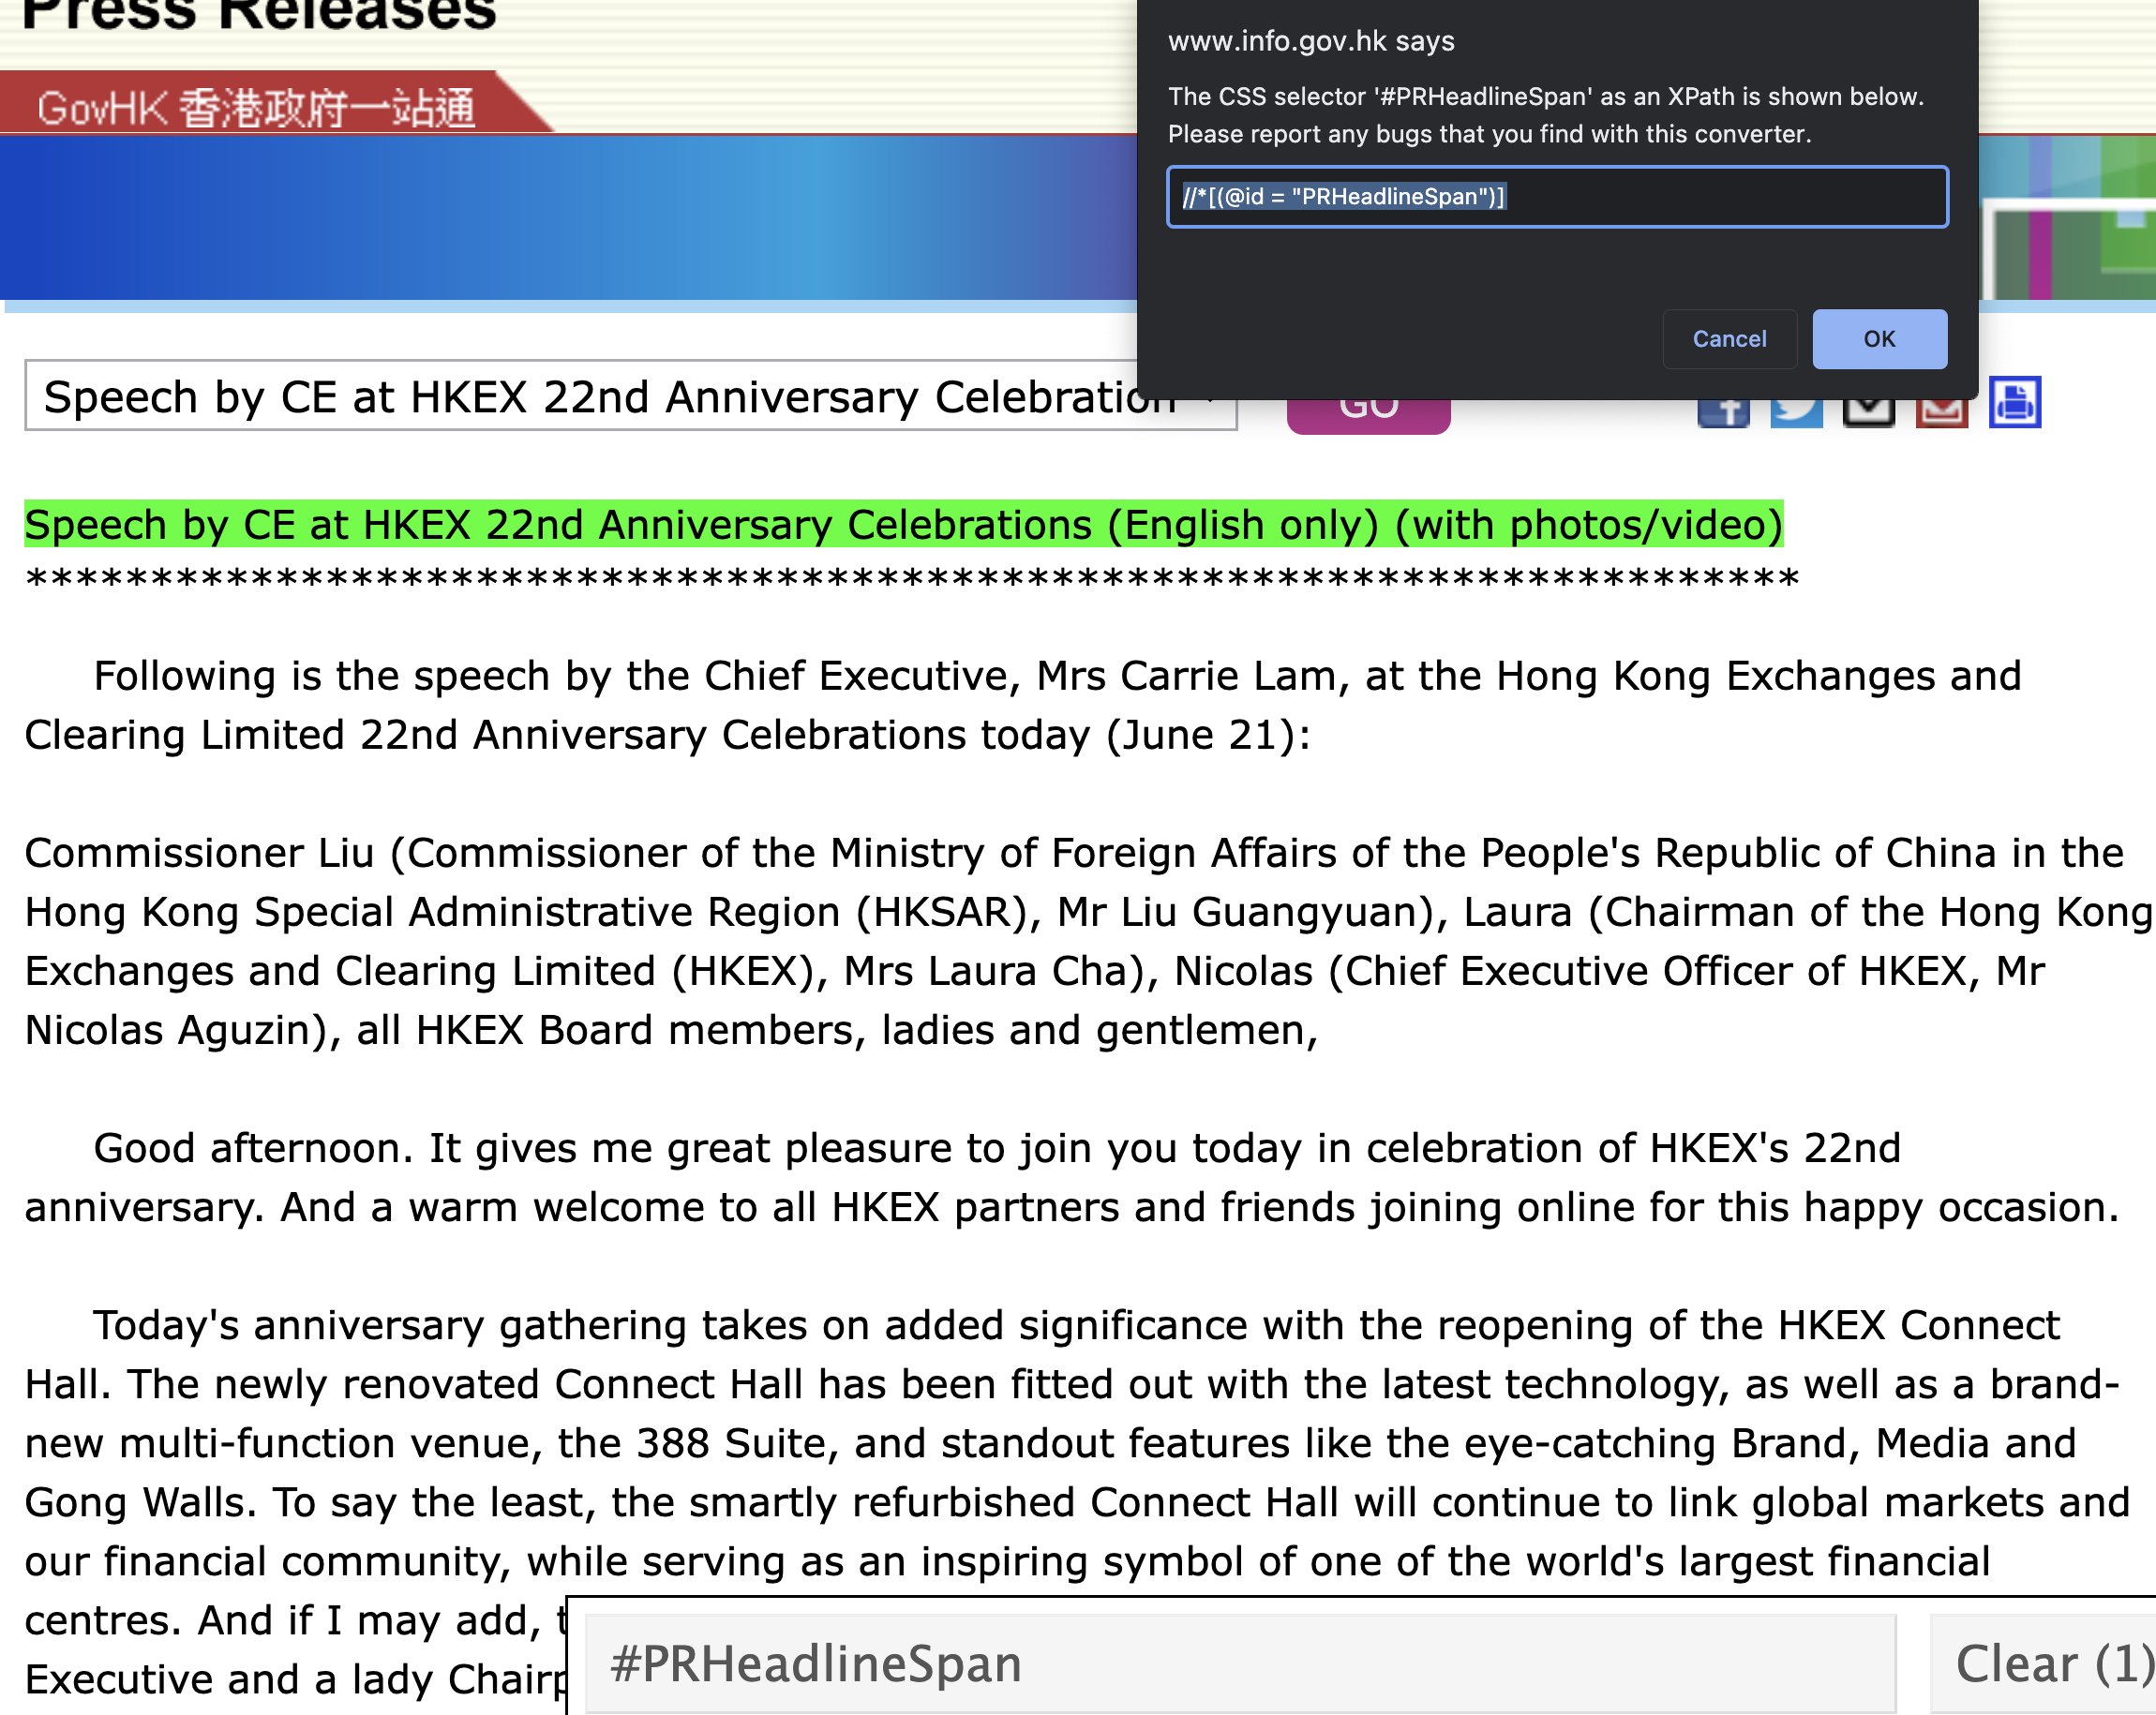 Press Releases
GovHK 香港政府一站通
www.info.gov.hk says
The CSS selector '#PRHeadlineSpan' as an XPath is shown below.
Please report any bugs that you find with this converter.
//*[(@id = "PRHeadlineSpan")]
Cancel
OK
Speech by CE at HKEX 22nd Anniversary Celebration
GO
Speech by CE at HKEX 22nd Anniversary Celebrations (English only) (with photos/video)
**********************************************************************
Following is the speech by the Chief Executive, Mrs Carrie Lam, at the Hong Kong Exchanges and
Clearing Limited 22nd Anniversary Celebrations today (June 21):
Commissioner Liu (Commissioner of the Ministry of Foreign Affairs of the People's Republic of China in the
Hong Kong Special Administrative Region (HKSAR), Mr Liu Guangyuan), Laura (Chairman of the Hong Kong
Exchanges and Clearing Limited (HKEX), Mrs Laura Cha), Nicolas (Chief Executive Officer of HKEX, Mr
Nicolas Aguzin), all HKEX Board members, ladies and gentlemen,
Good afternoon. It gives me great pleasure to join you today in celebration of HKEX's 22nd
anniversary. And a warm welcome to all HKEX partners and friends joining online for this happy occasion.
Today's anniversary gathering takes on added significance with the reopening of the HKEX Connect
Hall. The newly renovated Connect Hall has been fitted out with the latest technology, as well as a brand-
new multi-function venue, the 388 Suite, and standout features like the eye-catching Brand, Media and
Gong Walls. To say the least, the smartly refurbished Connect Hall will continue to link global markets and
our financial community, while serving as an inspiring symbol of one of the world's largest financial
centres. And if I may add,
Executive and a lady
#PRHeadlineSpan
Clear (1)